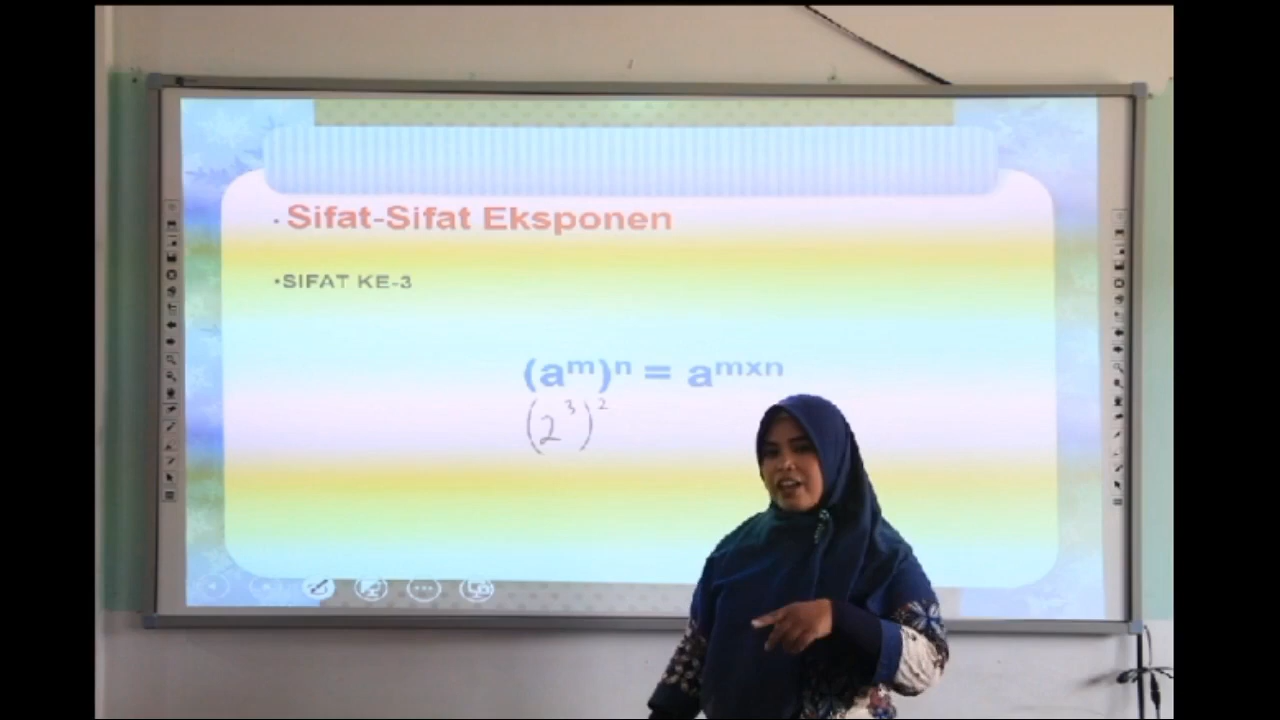 · Sifat-Sifat Eksponen
•SIFAT KE-3
(aᵐ)ⁿ = aᵐˣⁿ
(2³)²